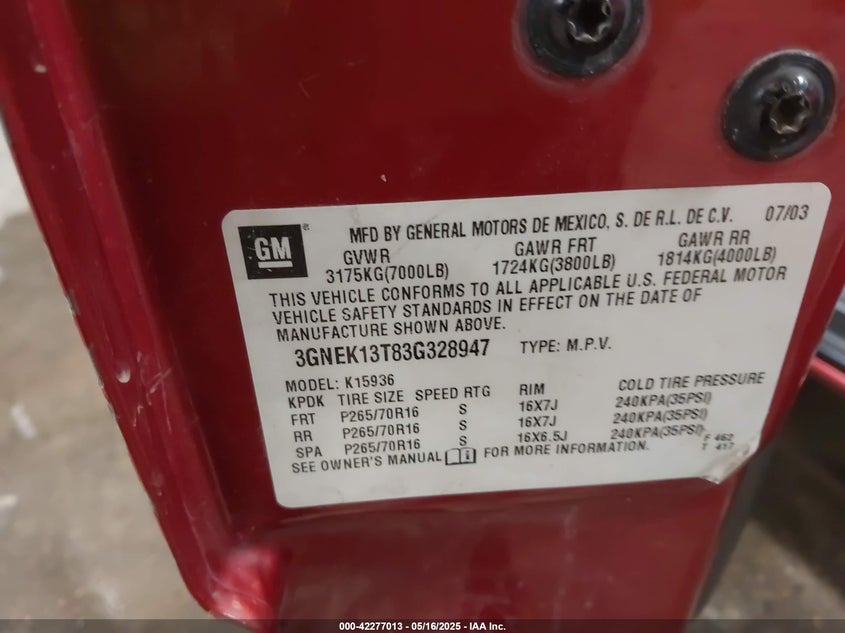 GM
®
MFD BY GENERAL MOTORS DE MEXICO, S. DE R.L. DE C.V. 07/03
GVWR GAWR FRT GAWR RR
3175KG(7000LB) 1724KG(3800LB) 1814KG(4000LB)
THIS VEHICLE CONFORMS TO ALL APPLICABLE U.S. FEDERAL MOTOR
VEHICLE SAFETY STANDARDS IN EFFECT ON THE DATE OF
MANUFACTURE SHOWN ABOVE.
3GNEK13T83G328947 TYPE: M.P.V.
MODEL: K15936
KPDK TIRE SIZE SPEED RTG RIM COLD TIRE PRESSURE
FRT P265/70R16 S 16X7J 240KPA(35PSI)
RR P265/70R16 S 16X7J 240KPA(35PSI)
SPA P265/70R16 S 16X6.5J 240KPA(35PSI)
F 462
T 417
SEE OWNER'S MANUAL FOR MORE INFORMATION.
000-42277013 - 05/16/2025 - IAA Inc.